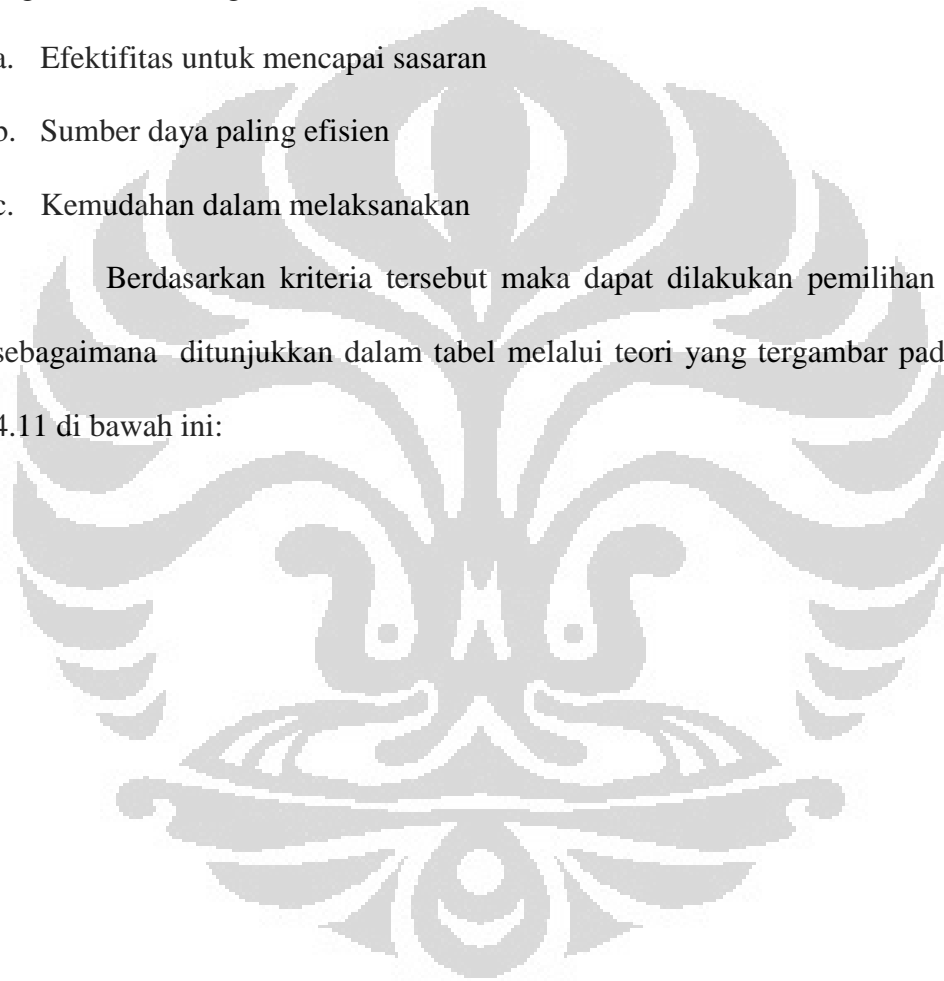 a. Efektifitas untuk mencapai sasaran
b. Sumber daya paling efisien
c. Kemudahan dalam melaksanakan
Berdasarkan kriteria tersebut maka dapat dilakukan pemilihan
sebagaimana ditunjukkan dalam tabel melalui teori yang tergambar pad
4.11 di bawah ini: